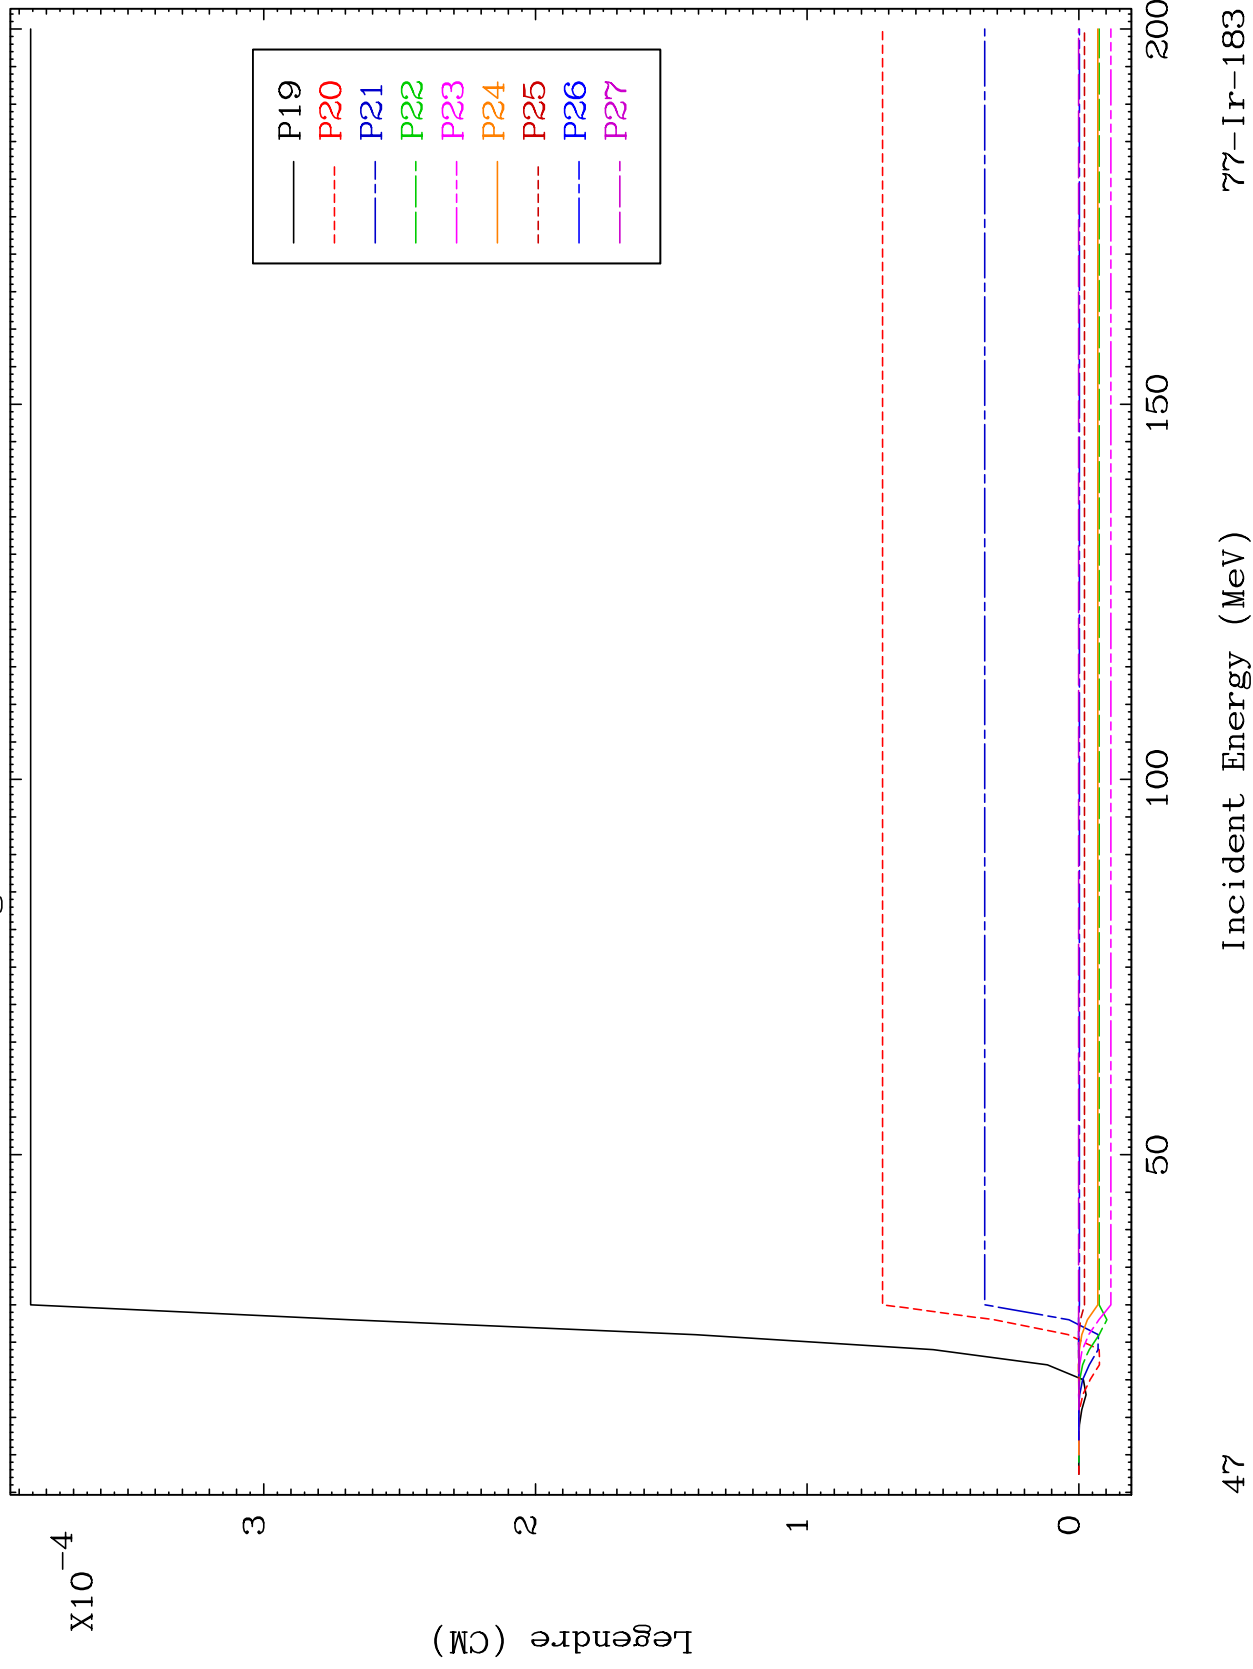 X10-4
3
2
1
0
Legendre (CM)
P19
P20
P21
P22
P23
P24
P25
P26
P27
50
100
150
200
Incident Energy (MeV)
47
77-Ir-183